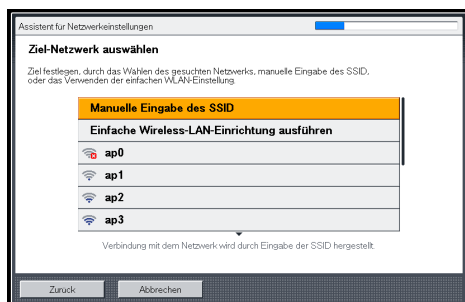 Assistent für Netzwerkeinstellungen
Ziel-Netzwerk auswählen
Ziel festlegen, durch das Wählen des gesuchten Netzwerks, manuelle Eingabe des SSID,
oder das Verwenden der einfachen WLAN-Einstellung.
Manuelle Eingabe des SSID
Einfache Wireless-LAN-Einrichtung ausführen
ap0
ap1
ap2
ap3
Verbindung mit dem Netzwerk wird durch Eingabe der SSID hergestellt.
Zurück
Abbrechen